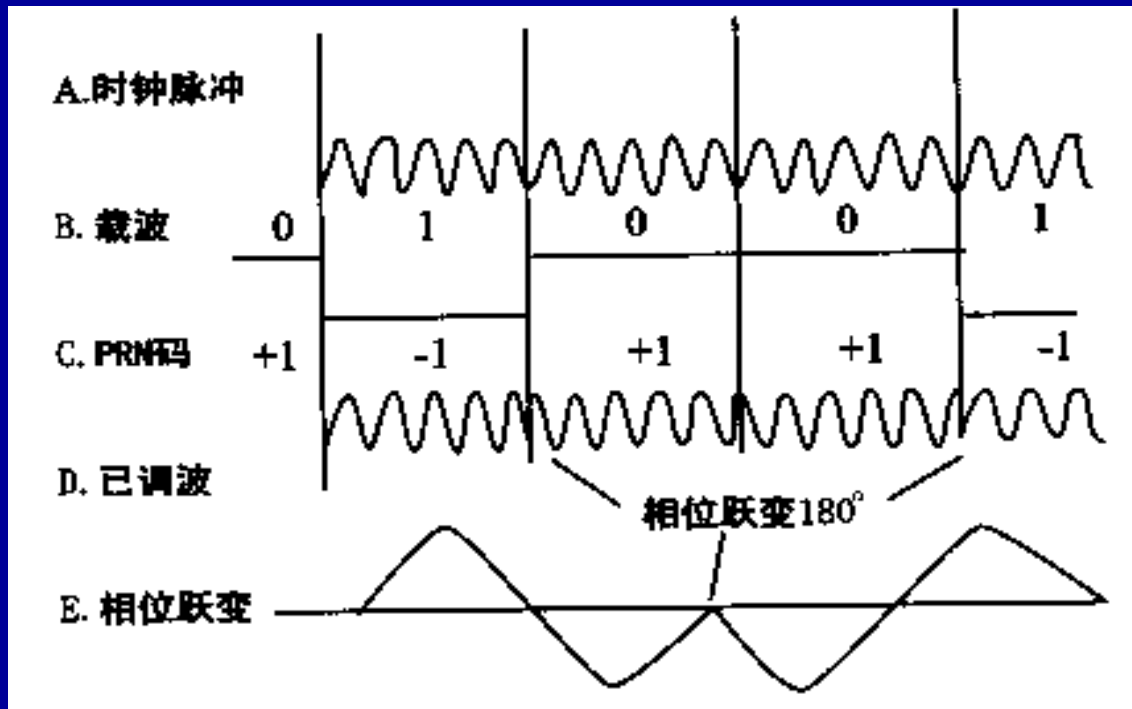 A.时钟脉冲
B. 载波 0 1 0 0 1
C. PRN码 +1 -1 +1 +1 -1
D. 已调波
相位跃变180°
E. 相位跃变